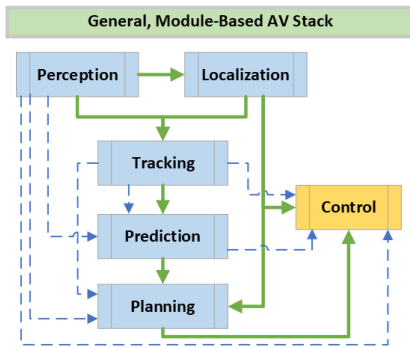 General, Module-Based AV Stack
Perception
Localization
Tracking
Control
Prediction
Planning